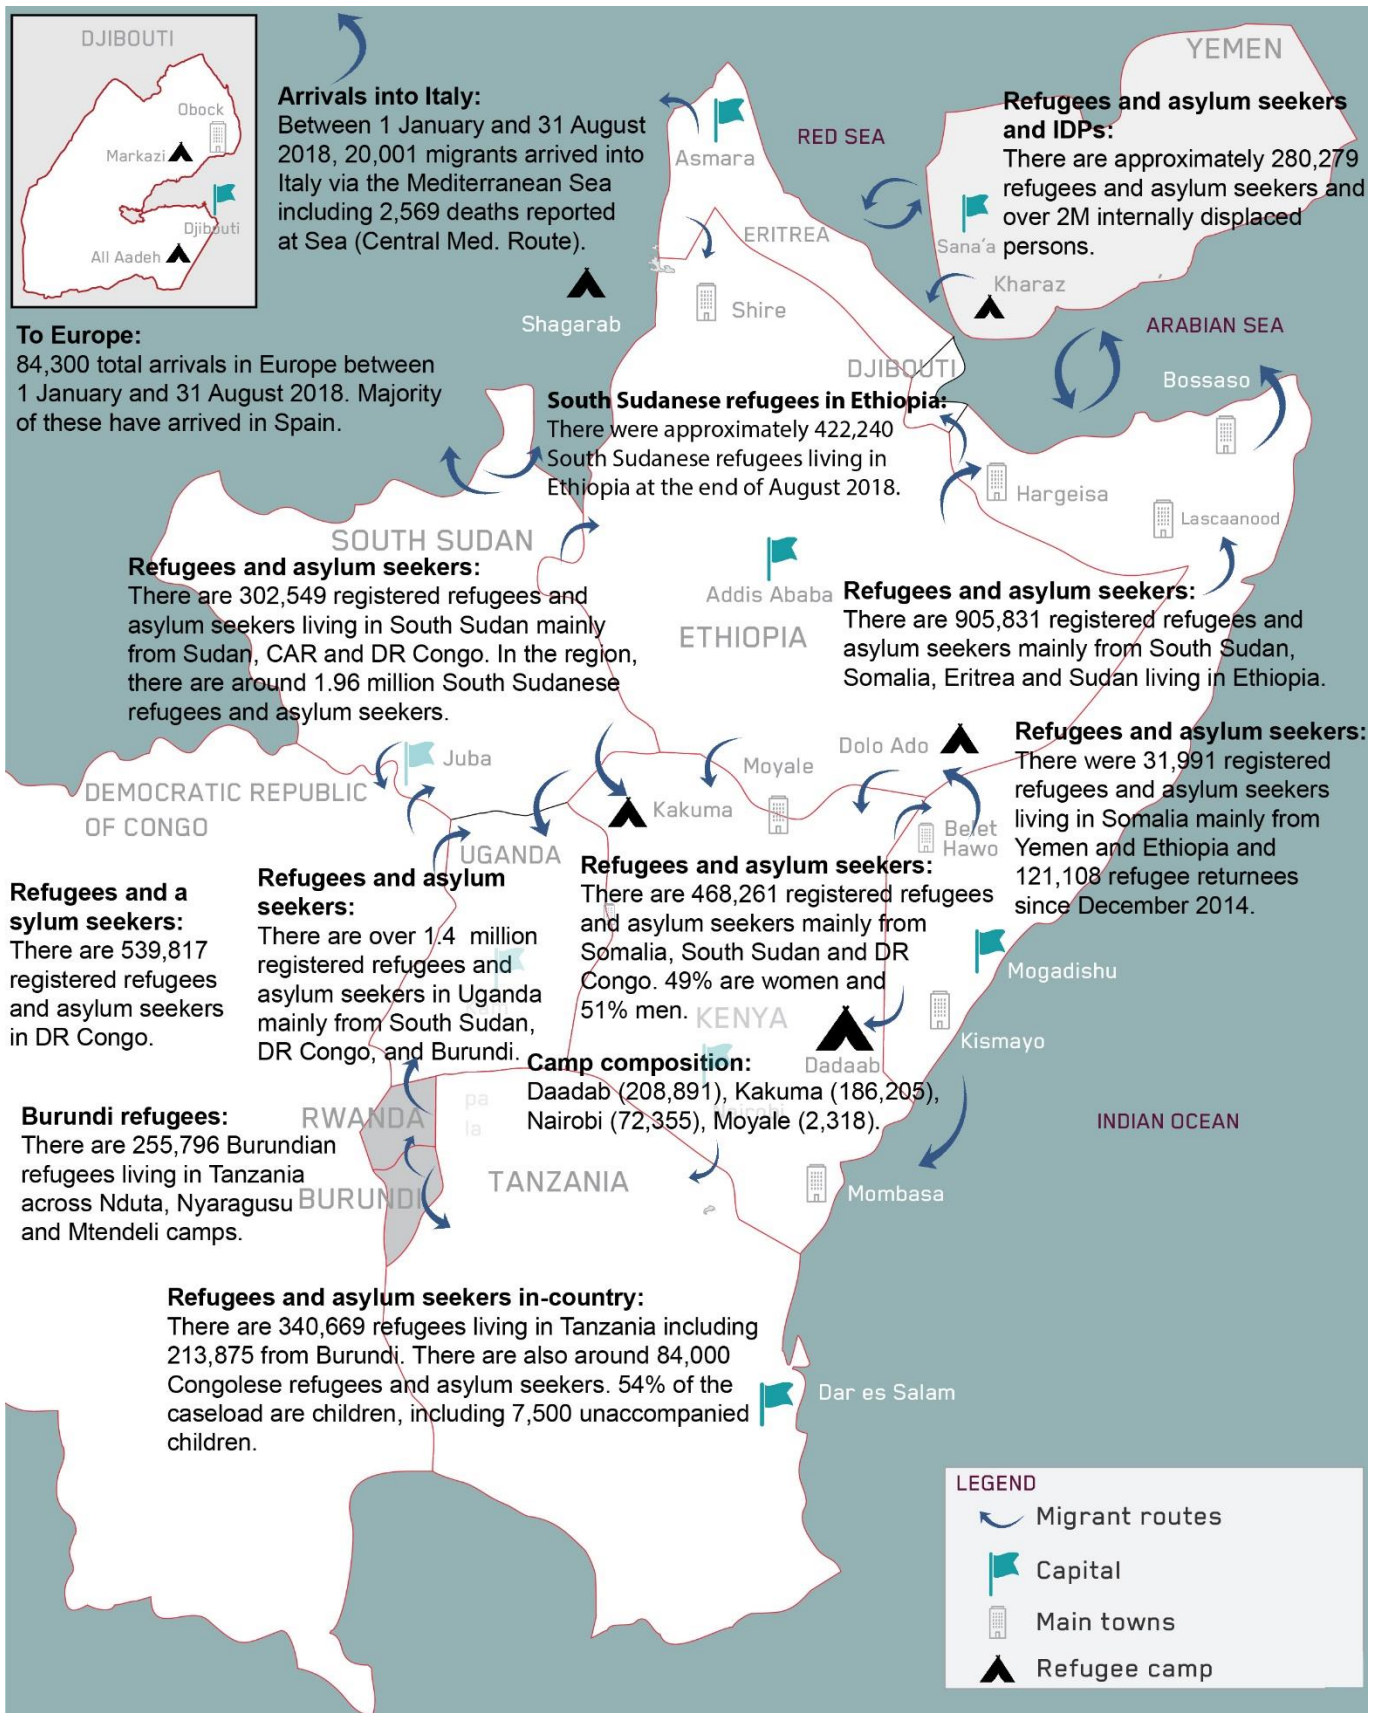 DJIBOUTI
Obock
Markazi
Djibouti
All Aadeh
Arrivals into Italy:
Between 1 January and 31 August
2018, 20,001 migrants arrived into
Italy via the Mediterranean Sea
including 2,569 deaths reported
at Sea (Central Med. Route).
To Europe:
84,300 total arrivals in Europe between
1 January and 31 August 2018. Majority
of these have arrived in Spain.
YEMEN
Refugees and asylum seekers
and IDPs:
There are approximately 280,279
refugees and asylum seekers and
over 2M internally displaced
persons.
RED SEA
Asmara
Sana'a
ERITREA
Kharaz
Shagarab
Shire
ARABIAN SEA
DJIBOUTI
Bossaso
South Sudanese refugees in Ethiopia:
There were approximately 422,240
South Sudanese refugees living in
Ethiopia at the end of August 2018.
Hargeisa
Lascaanood
SOUTH SUDAN
Refugees and asylum seekers:
There are 302,549 registered refugees and
asylum seekers living in South Sudan mainly
from Sudan, CAR and DR Congo. In the region,
there are around 1.96 million South Sudanese
refugees and asylum seekers.
Addis Ababa
ETHIOPIA
Refugees and asylum seekers:
There are 905,831 registered refugees and
asylum seekers mainly from South Sudan,
Somalia, Eritrea and Sudan living in Ethiopia.
Juba
Moyale
Dolo Ado
Refugees and asylum seekers:
There were 31,991 registered
refugees and asylum seekers
living in Somalia mainly from
Yemen and Ethiopia and
121,108 refugee returnees
since December 2014.
DEMOCRATIC REPUBLIC
OF CONGO
Kakuma
Belet
Hawo
UGANDA
Refugees and a
sylum seekers:
There are 539,817
registered refugees
and asylum seekers
in DR Congo.
Refugees and asylum
seekers:
There are over 1.4 million
registered refugees and
asylum seekers in Uganda
mainly from South Sudan,
DR Congo, and Burundi.
Kam
pa
la
Refugees and asylum seekers:
There are 468,261 registered refugees
and asylum seekers mainly from
Somalia, South Sudan and DR
Congo. 49% are women and
51% men.
KENYA
Mogadishu
Kismayo
Dadaab
Camp composition:
Daadab (208,891), Kakuma (186,205),
Nairobi (72,355), Moyale (2,318).
Nairobi
RWANDA
Burundi refugees:
There are 255,796 Burundian
refugees living in Tanzania
across Nduta, Nyaragusu
and Mtendeli camps.
BURUNDI
TANZANIA
INDIAN OCEAN
Mombasa
Refugees and asylum seekers in-country:
There are 340,669 refugees living in Tanzania including
213,875 from Burundi. There are also around 84,000
Congolese refugees and asylum seekers. 54% of the
caseload are children, including 7,500 unaccompanied
children.
Dar es Salam
LEGEND
Migrant routes
Capital
Main towns
Refugee camp